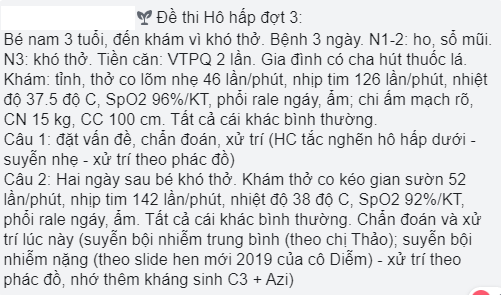 Đề thi Hô hấp đợt 3:
Bé nam 3 tuổi, đến khám vì khó thở. Bệnh 3 ngày. N1-2: ho, sổ mũi.
N3: khó thở. Tiền căn: VTPQ 2 lần. Gia đình có cha hút thuốc lá.
Khám: tỉnh, thở co lõm nhẹ 46 lần/phút, nhịp tim 126 lần/phút, nhiệt
độ 37.5 độ C, SpO2 96%/KT, phổi rale ngáy, ẩm; chi ấm mạch rõ,
CN 15 kg, CC 100 cm. Tất cả cái khác bình thường.
Câu 1: đặt vấn đề, chẩn đoán, xử trí (HC tắc nghẽn hô hấp dưới -
suyễn nhẹ - xử trí theo phác đồ)
Câu 2: Hai ngày sau bé khó thở. Khám thở co kéo gian sườn 52
lần/phút, nhịp tim 142 lần/phút, nhiệt độ 38 độ C, SpO2 92%/KT,
phổi rale ngáy, ẩm. Tất cả cái khác bình thường. Chẩn đoán và xử
trí lúc này (suyễn bội nhiễm trung bình (theo chị Thảo); suyễn bội
nhiễm nặng (theo slide hen mới 2019 của cô Diễm) - xử trí theo
phác đồ, nhớ thêm kháng sinh C3 + Azi)